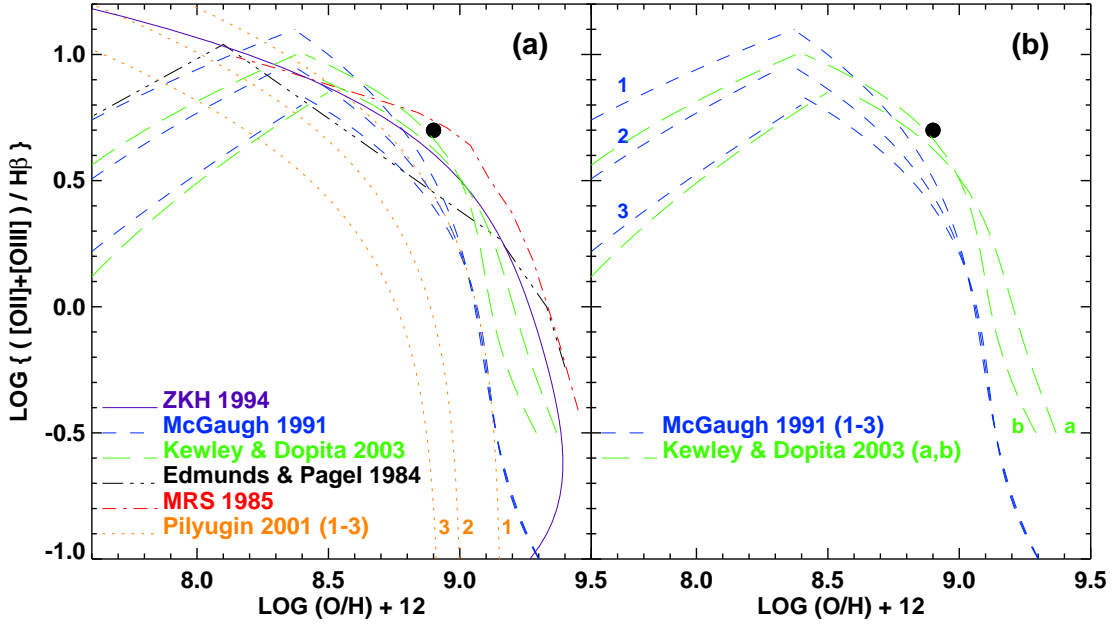 (a)
(b)
1.0
0.5
0.0
-0.5
-1.0
LOG { ( [OII]+[OIII] ) / Hβ }
ZKH 1994
McGaugh 1991
Kewley & Dopita 2003
Edmunds & Pagel 1984
MRS 1985
Pilyugin 2001 (1-3)
3
2
1
8.0
8.5
9.0
9.5
LOG (O/H) + 12
1
2
3
McGaugh 1991 (1-3)
Kewley & Dopita 2003 (a,b)
b
a
8.0
8.5
9.0
9.5
LOG (O/H) + 12